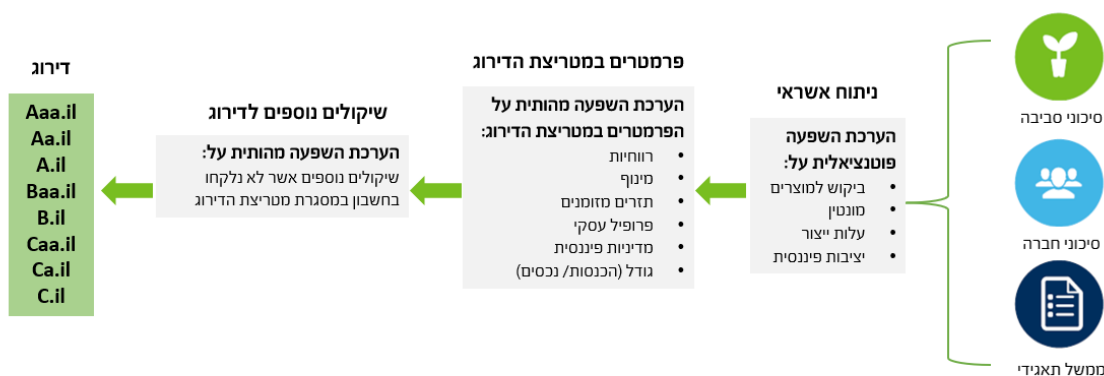 סיכוני סביבה
סיכוני חברה
ממשל תאגידי
ניתוח אשראי
הערכת השפעה
פוטנציאלית על:
• ביקוש למוצרים
• מונטין
• עלות ייצור
• יציבות פיננסית
פרמטרים במטריצת הדירוג
הערכת השפעה מהותית על
הפרמטרים במטריצת הדירוג:
• רווחיות
• מינוף
• תזרים מזומנים
• פרופיל עסקי
• מדיניות פיננסית
• גודל (הכנסות/ נכסים)
שיקולים נוספים לדירוג
הערכת השפעה מהותית על:
שיקולים נוספים אשר לא נלקחו
בחשבון במסגרת מטריצת הדירוג
דירוג
Aaa.il
Aa.il
A.il
Baa.il
B.il
Caa.il
Ca.il
C.il